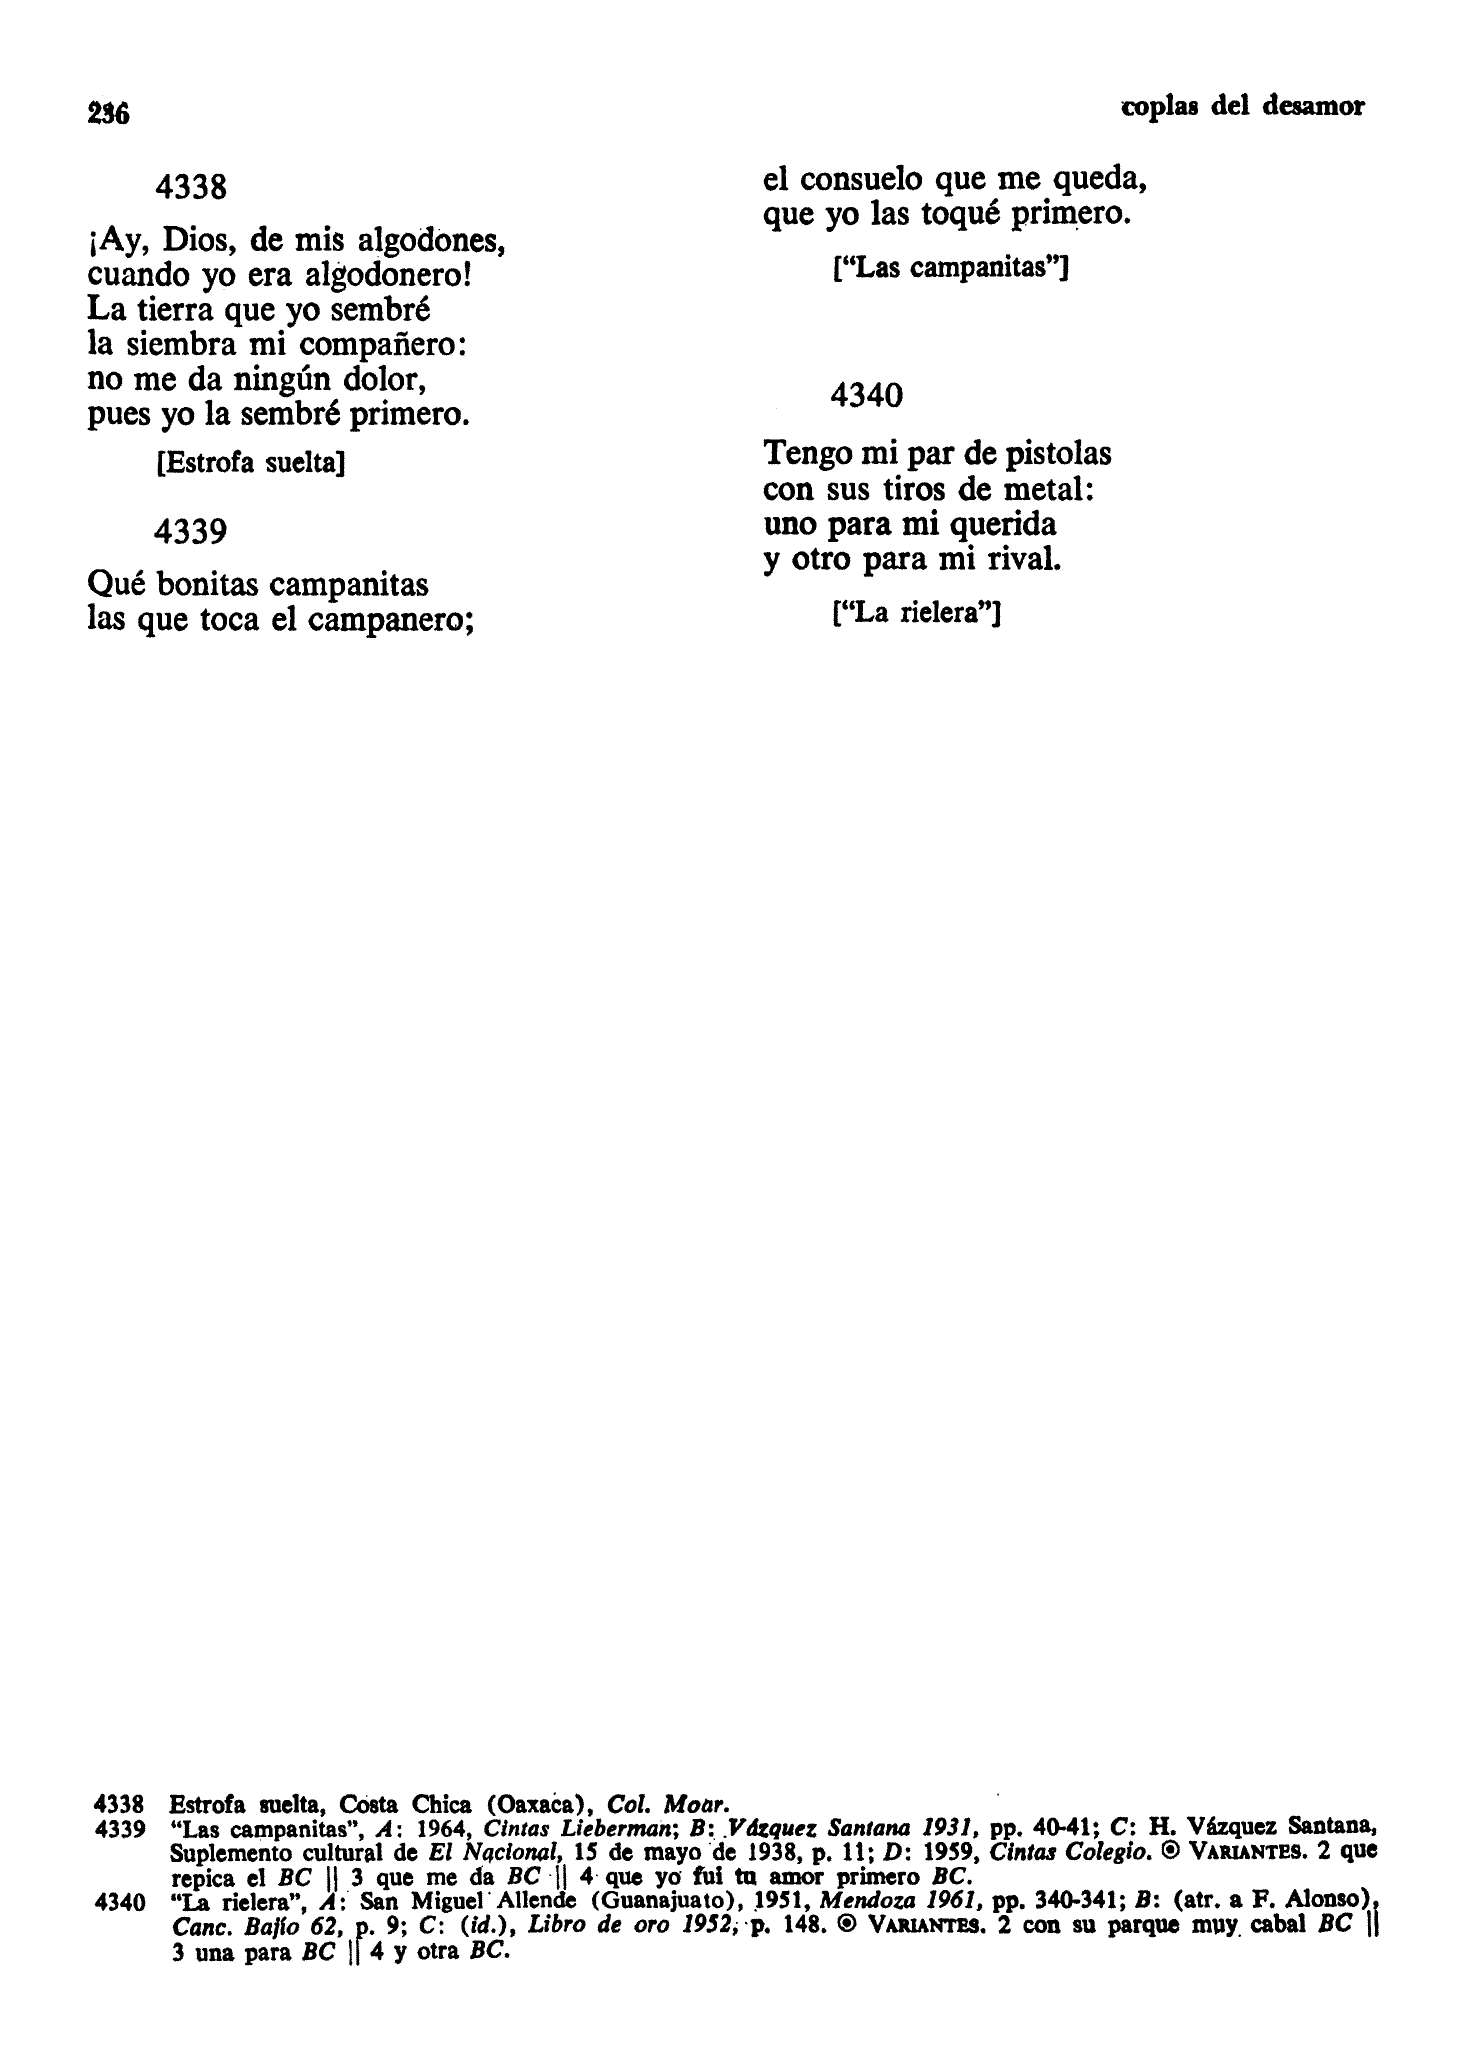 236
coplas del desamor
4338
¡Ay, Dios, de mis algodones,
cuando yo era algodonero!
La tierra que yo sembré
la siembra mi compañero:
no me da ningún dolor,
pues yo la sembré primero.
[Estrofa suelta]
4339
Qué bonitas campanitas
las que toca el campanero;
el consuelo que me queda,
que yo las toqué primero.
[“Las campanitas”]
4340
Tengo mi par de pistolas
con sus tiros de metal:
uno para mi querida
y otro para mi rival.
[“La rielera”]
4338 Estrofa suelta, Costa Chica (Oaxaca), Col. Moar.
4339 “Las campanitas”, A: 1964, Cintas Lieberman; B: Vázquez Santana 1931, pp. 40-41; C: H. Vázquez Santana,
Suplemento cultural de El Nacional, 15 de mayo de 1938, p. 11; D: 1959, Cintas Colegio. ⊙ VARIANTES. 2 que
repica el BC || 3 que me da BC || 4 que yo fui tu amor primero BC.
4340 “La rielera”, A: San Miguel Allende (Guanajuato), 1951, Mendoza 1961, pp. 340-341; B: (atr. a F. Alonso),
Canc. Bajío 62, p. 9; C: (id.), Libro de oro 1952, p. 148. ⊙ VARIANTES. 2 con su parque muy cabal BC ||
3 una para BC || 4 y otra BC.